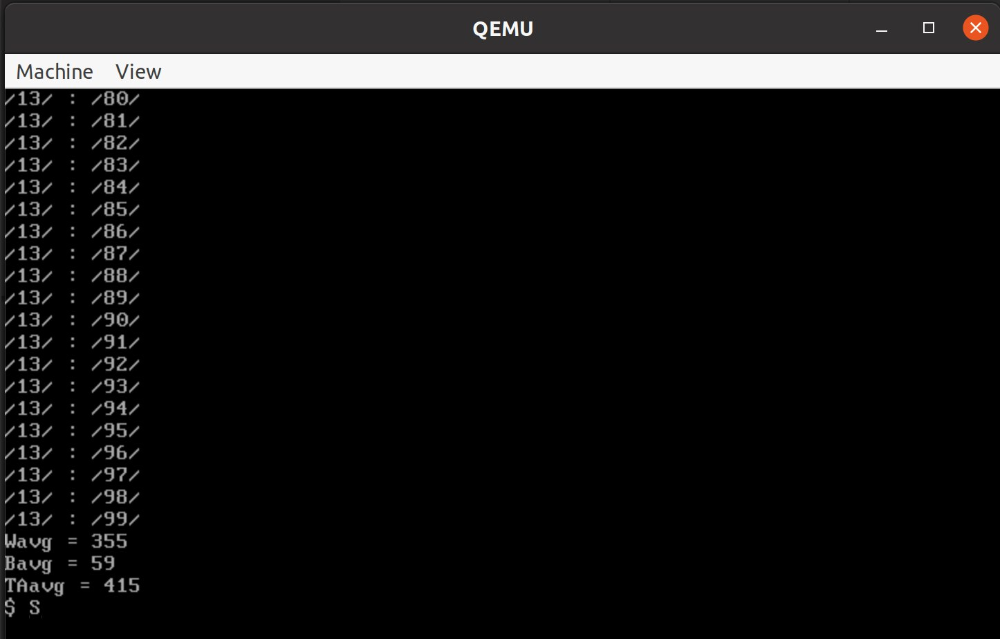 QEMU
Machine View
/13/ : /80/
/13/ : /81/
/13/ : /82/
/13/ : /83/
/13/ : /84/
/13/ : /85/
/13/ : /86/
/13/ : /87/
/13/ : /88/
/13/ : /89/
/13/ : /90/
/13/ : /91/
/13/ : /92/
/13/ : /93/
/13/ : /94/
/13/ : /95/
/13/ : /96/
/13/ : /97/
/13/ : /98/
/13/ : /99/
Wavg = 355
Bavg = 59
TAavg = 415
$ S